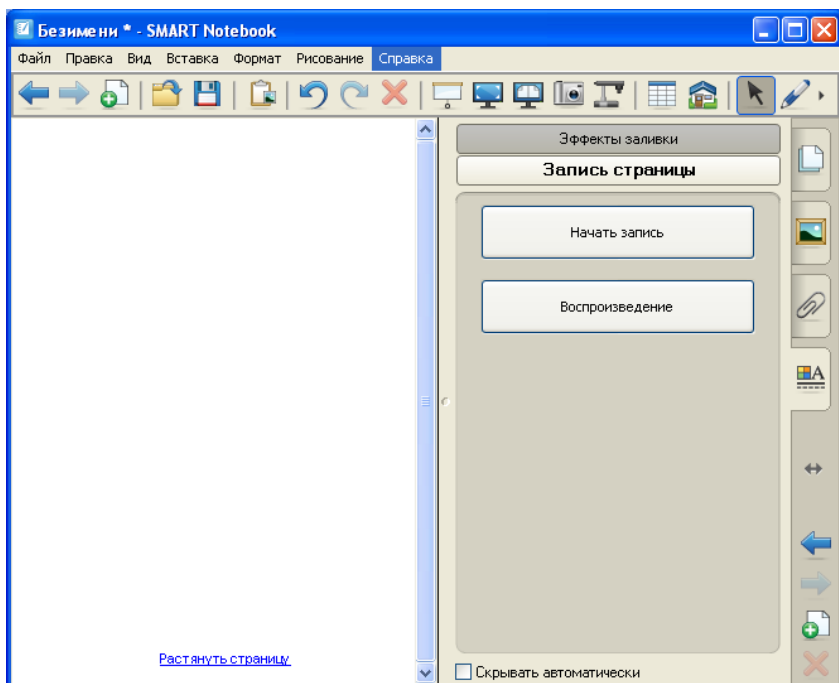 Безимени * - SMART Notebook
Файл Правка Вид Вставка Формат Рисование Справка
Эффекты заливки
Запись страницы
Начать запись
Воспроизведение
A
Растянуть страницу
Скрывать автоматически